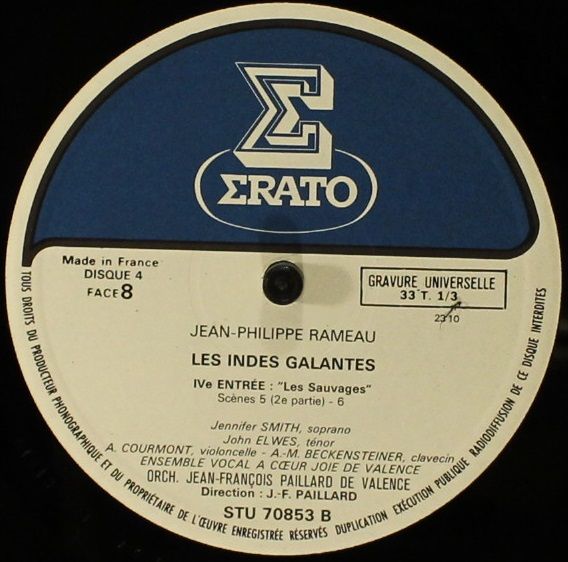 ΣRATO
Made in France
DISQUE 4
FACE 8
GRAVURE UNIVERSELLE
33 T. 1/3
2310
JEAN-PHILIPPE RAMEAU
LES INDES GALANTES
IVe ENTRÉE : "Les Sauvages"
Scènes 5 (2e partie) - 6
Jennifer SMITH, soprano
John ELWES, ténor
A. COURMONT, violoncelle - A.-M. BECKENSTEINER, clavecin
ENSEMBLE VOCAL A CŒUR JOIE DE VALENCE
ORCH. JEAN-FRANÇOIS PAILLARD DE VALENCE
Direction : J.-F. PAILLARD
STU 70853 B
TOUS DROITS DU PRODUCTEUR PHONOGRAPHIQUE ET DU PROPRIÉTAIRE DE L'ŒUVRE ENREGISTRÉE RÉSERVÉS DUPLICATION EXÉCUTION PUBLIQUE RADIODIFFUSION DE CE DISQUE INTERDITES